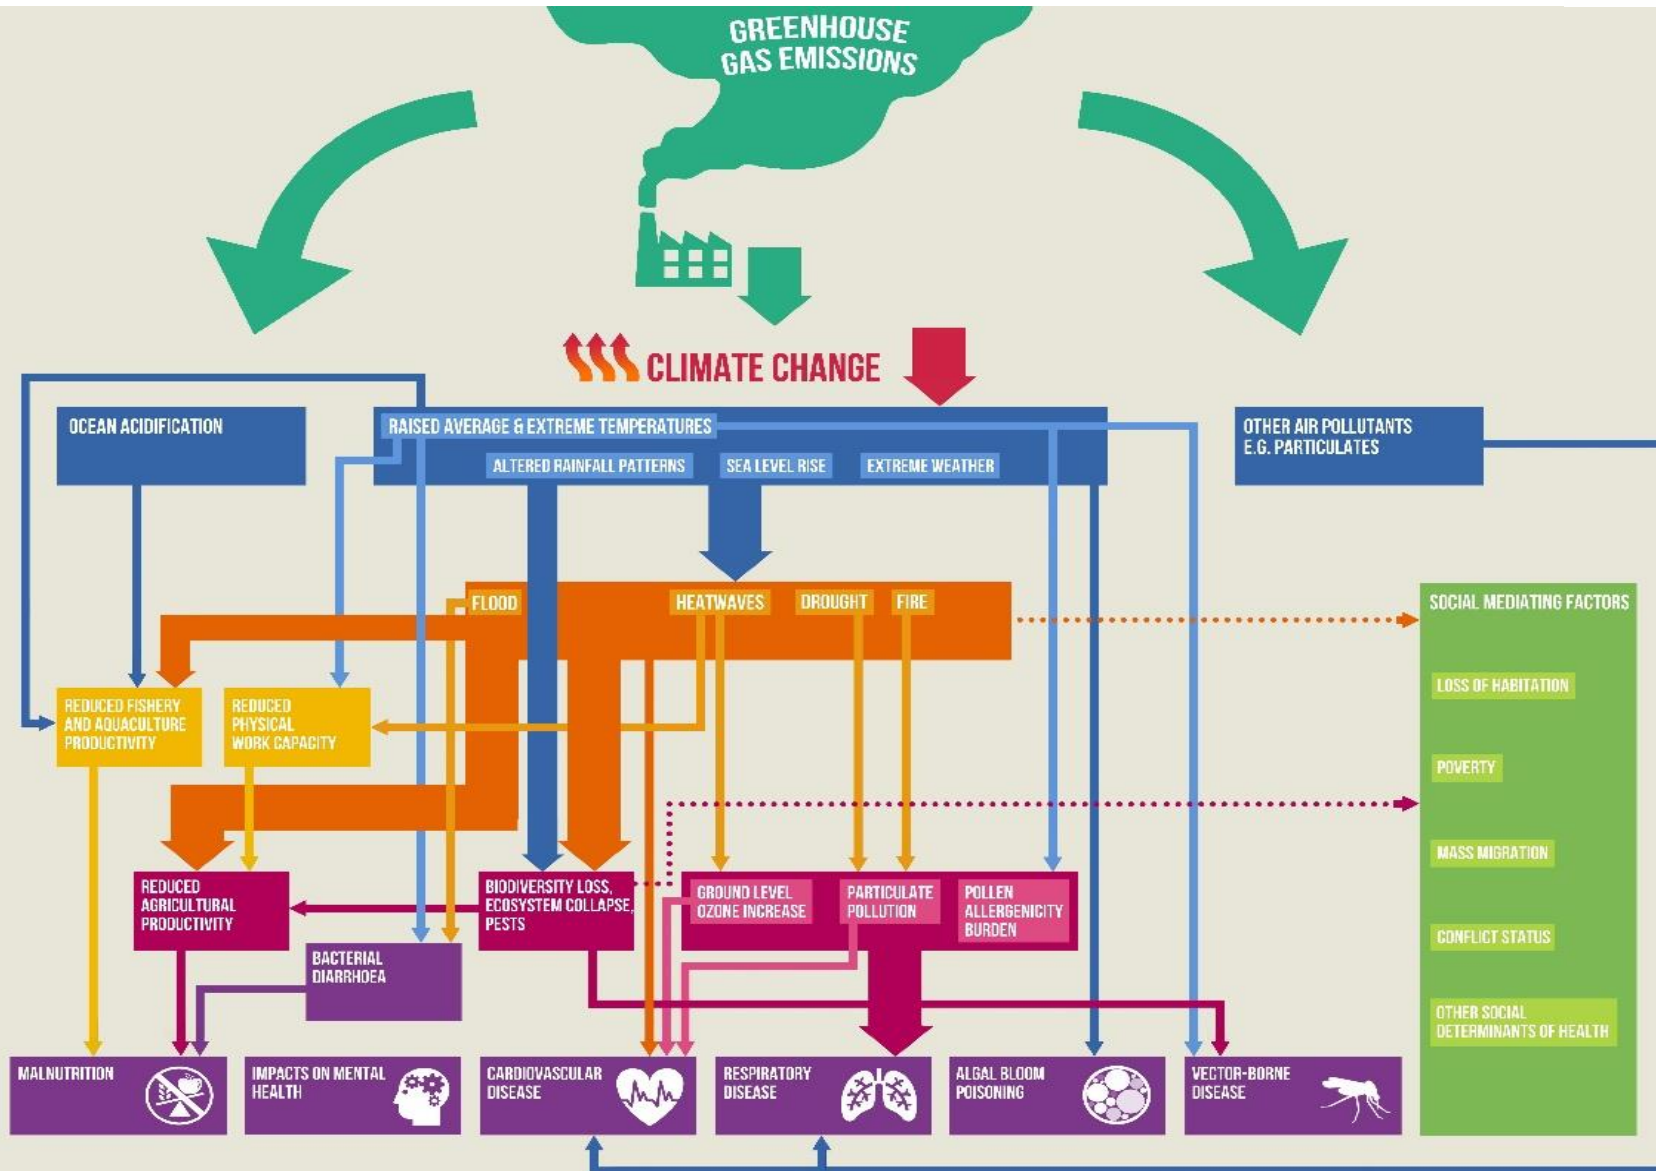 GREENHOUSE
GAS EMISSIONS
CLIMATE CHANGE
OCEAN ACIDIFICATION
RAISED AVERAGE & EXTREME TEMPERATURES
ALTERED RAINFALL PATTERNS
SEA LEVEL RISE
EXTREME WEATHER
OTHER AIR POLLUTANTS
E.G. PARTICULATES
FLOOD
HEATWAVES
DROUGHT
FIRE
REDUCED FISHERY
AND AQUACULTURE
PRODUCTIVITY
REDUCED
PHYSICAL
WORK CAPACITY
REDUCED
AGRICULTURAL
PRODUCTIVITY
BIODIVERSITY LOSS,
ECOSYSTEM COLLAPSE,
PESTS
GROUND LEVEL
OZONE INCREASE
PARTICULATE
POLLUTION
POLLEN
ALLERGENICITY
BURDEN
BACTERIAL
DIARRHOEA
MALNUTRITION
IMPACTS ON MENTAL
HEALTH
CARDIOVASCULAR
DISEASE
RESPIRATORY
DISEASE
ALGAL BLOOM
POISONING
VECTOR-BORNE
DISEASE
SOCIAL MEDIATING FACTORS
LOSS OF HABITATION
POVERTY
MASS MIGRATION
CONFLICT STATUS
OTHER SOCIAL
DETERMINANTS OF HEALTH